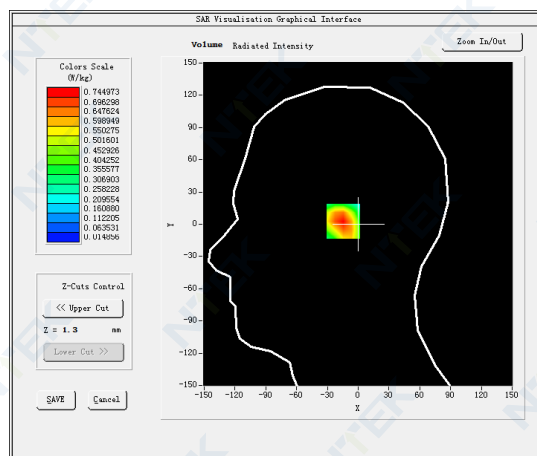 SAR Visualisation Graphical Interface
Volume Radiated Intensity
Zoom In/Out
Colors Scale
(W/kg)
0.744973
0.696298
0.647624
0.598949
0.550275
0.501601
0.452926
0.404252
0.355577
0.306903
0.258228
0.209554
0.160880
0.112205
0.063531
0.014856
Z-Cuts Control
<< Upper Cut
Z = 1.3 mm
Lower Cut >>
SAVE
Cancel
150
120
90
60
30
0
-30
-60
-90
-120
-150
Y
-150 -120 -90 -60 -30 0 30 60 90 120 150
X
NTEK